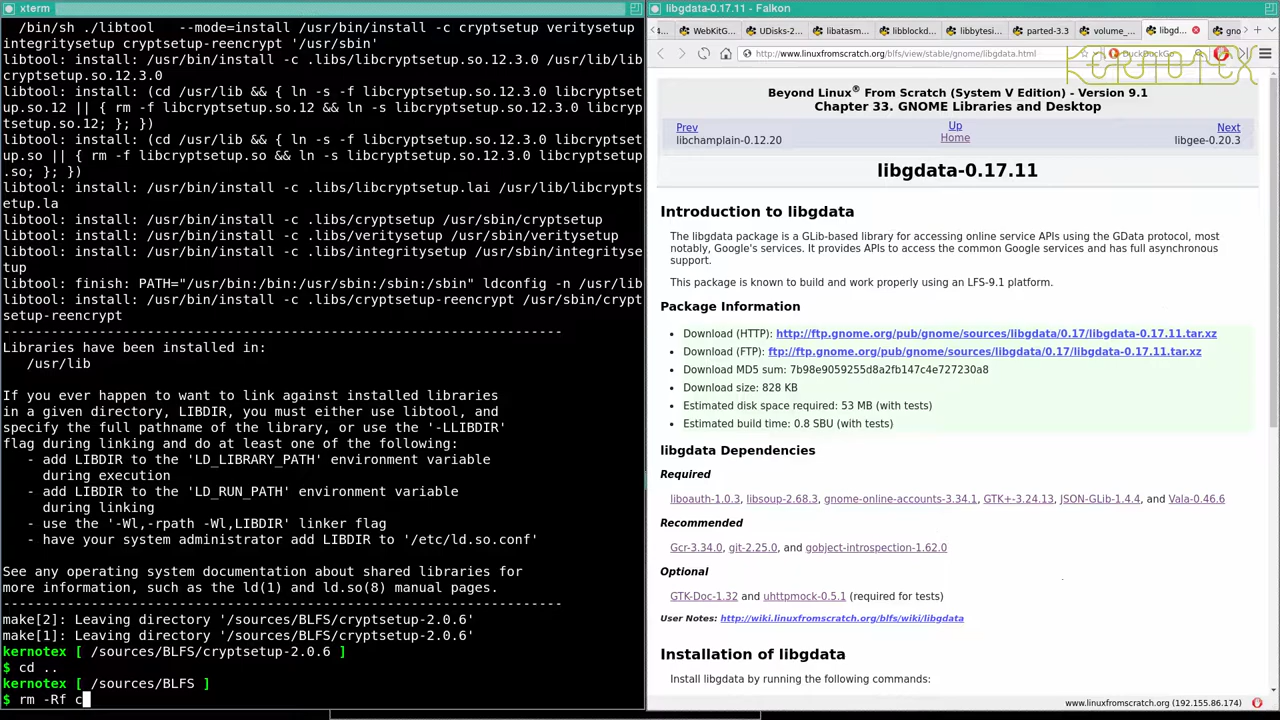 xterm
/bin/sh ./libtool   --mode=install /usr/bin/install -c cryptsetup veritysetup
integritysetup cryptsetup-reencrypt '/usr/sbin'
libtool: install: /usr/bin/install -c .libs/libcryptsetup.so.12.3.0 /usr/lib/lib
cryptsetup.so.12.3.0
libtool: install: (cd /usr/lib && { ln -s -f libcryptsetup.so.12.3.0 libcryptset
up.so.12 || { rm -f libcryptsetup.so.12 && ln -s libcryptsetup.so.12.3.0 libcryp
tsetup.so.12; }; })
libtool: install: (cd /usr/lib && { ln -s -f libcryptsetup.so.12.3.0 libcryptset
up.so || { rm -f libcryptsetup.so && ln -s libcryptsetup.so.12.3.0 libcryptsetup
.so; }; })
libtool: install: /usr/bin/install -c .libs/libcryptsetup.lai /usr/lib/libcrypts
etup.la
libtool: install: /usr/bin/install -c .libs/cryptsetup /usr/sbin/cryptsetup
libtool: install: /usr/bin/install -c .libs/veritysetup /usr/sbin/veritysetup
libtool: install: /usr/bin/install -c .libs/integritysetup /usr/sbin/integrityse
tup
libtool: finish: PATH="/usr/bin:/bin:/usr/sbin:/sbin:/sbin" ldconfig -n /usr/lib
libtool: install: /usr/bin/install -c .libs/cryptsetup-reencrypt /usr/sbin/crypt
setup-reencrypt
----------------------------------------------------------------------
Libraries have been installed in:
   /usr/lib
If you ever happen to want to link against installed libraries
in a given directory, LIBDIR, you must either use libtool, and
specify the full pathname of the library, or use the '-LLIBDIR'
flag during linking and do at least one of the following:
   - add LIBDIR to the 'LD_LIBRARY_PATH' environment variable
     during execution
   - add LIBDIR to the 'LD_RUN_PATH' environment variable
     during linking
   - use the '-Wl,-rpath -Wl,LIBDIR' linker flag
   - have your system administrator add LIBDIR to '/etc/ld.so.conf'
See any operating system documentation about shared libraries for
more information, such as the ld(1) and ld.so(8) manual pages.
----------------------------------------------------------------------
make[2]: Leaving directory '/sources/BLFS/cryptsetup-2.0.6'
make[1]: Leaving directory '/sources/BLFS/cryptsetup-2.0.6'
kernotex [ /sources/BLFS/cryptsetup-2.0.6 ]
$ cd ..
kernotex [ /sources/BLFS ]
$ rm -Rf c
libgdata-0.17.11 - Falkon
WebKitG... UDisks-2... libatasm... libblockd... libbytesi... parted-3.3 volume_... libgd... gno
http://www.linuxfromscratch.org/blfs/view/stable/gnome/libgdata.html DuckDuckGo
KERNOTEX
Beyond Linux® From Scratch (System V Edition) - Version 9.1
Chapter 33. GNOME Libraries and Desktop
Prev Up Next
libchamplain-0.12.20 Home libgee-0.20.3
libgdata-0.17.11
Introduction to libgdata
The libgdata package is a GLib-based library for accessing online service APIs using the GData protocol, most
notably, Google's services. It provides APIs to access the common Google services and has full asynchronous
support.
This package is known to build and work properly using an LFS-9.1 platform.
Package Information
• Download (HTTP): http://ftp.gnome.org/pub/gnome/sources/libgdata/0.17/libgdata-0.17.11.tar.xz
• Download (FTP): ftp://ftp.gnome.org/pub/gnome/sources/libgdata/0.17/libgdata-0.17.11.tar.xz
• Download MD5 sum: 7b98e9059255d8a2fb147c4e727230a8
• Download size: 828 KB
• Estimated disk space required: 53 MB (with tests)
• Estimated build time: 0.8 SBU (with tests)
libgdata Dependencies
Required
liboauth-1.0.3, libsoup-2.68.3, gnome-online-accounts-3.34.1, GTK+-3.24.13, JSON-GLib-1.4.4, and Vala-0.46.6
Recommended
Gcr-3.34.0, git-2.25.0, and gobject-introspection-1.62.0
Optional
GTK-Doc-1.32 and uhttpmock-0.5.1 (required for tests)
User Notes: http://wiki.linuxfromscratch.org/blfs/wiki/libgdata
Installation of libgdata
Install libgdata by running the following commands:
www.linuxfromscratch.org (192.155.86.174)